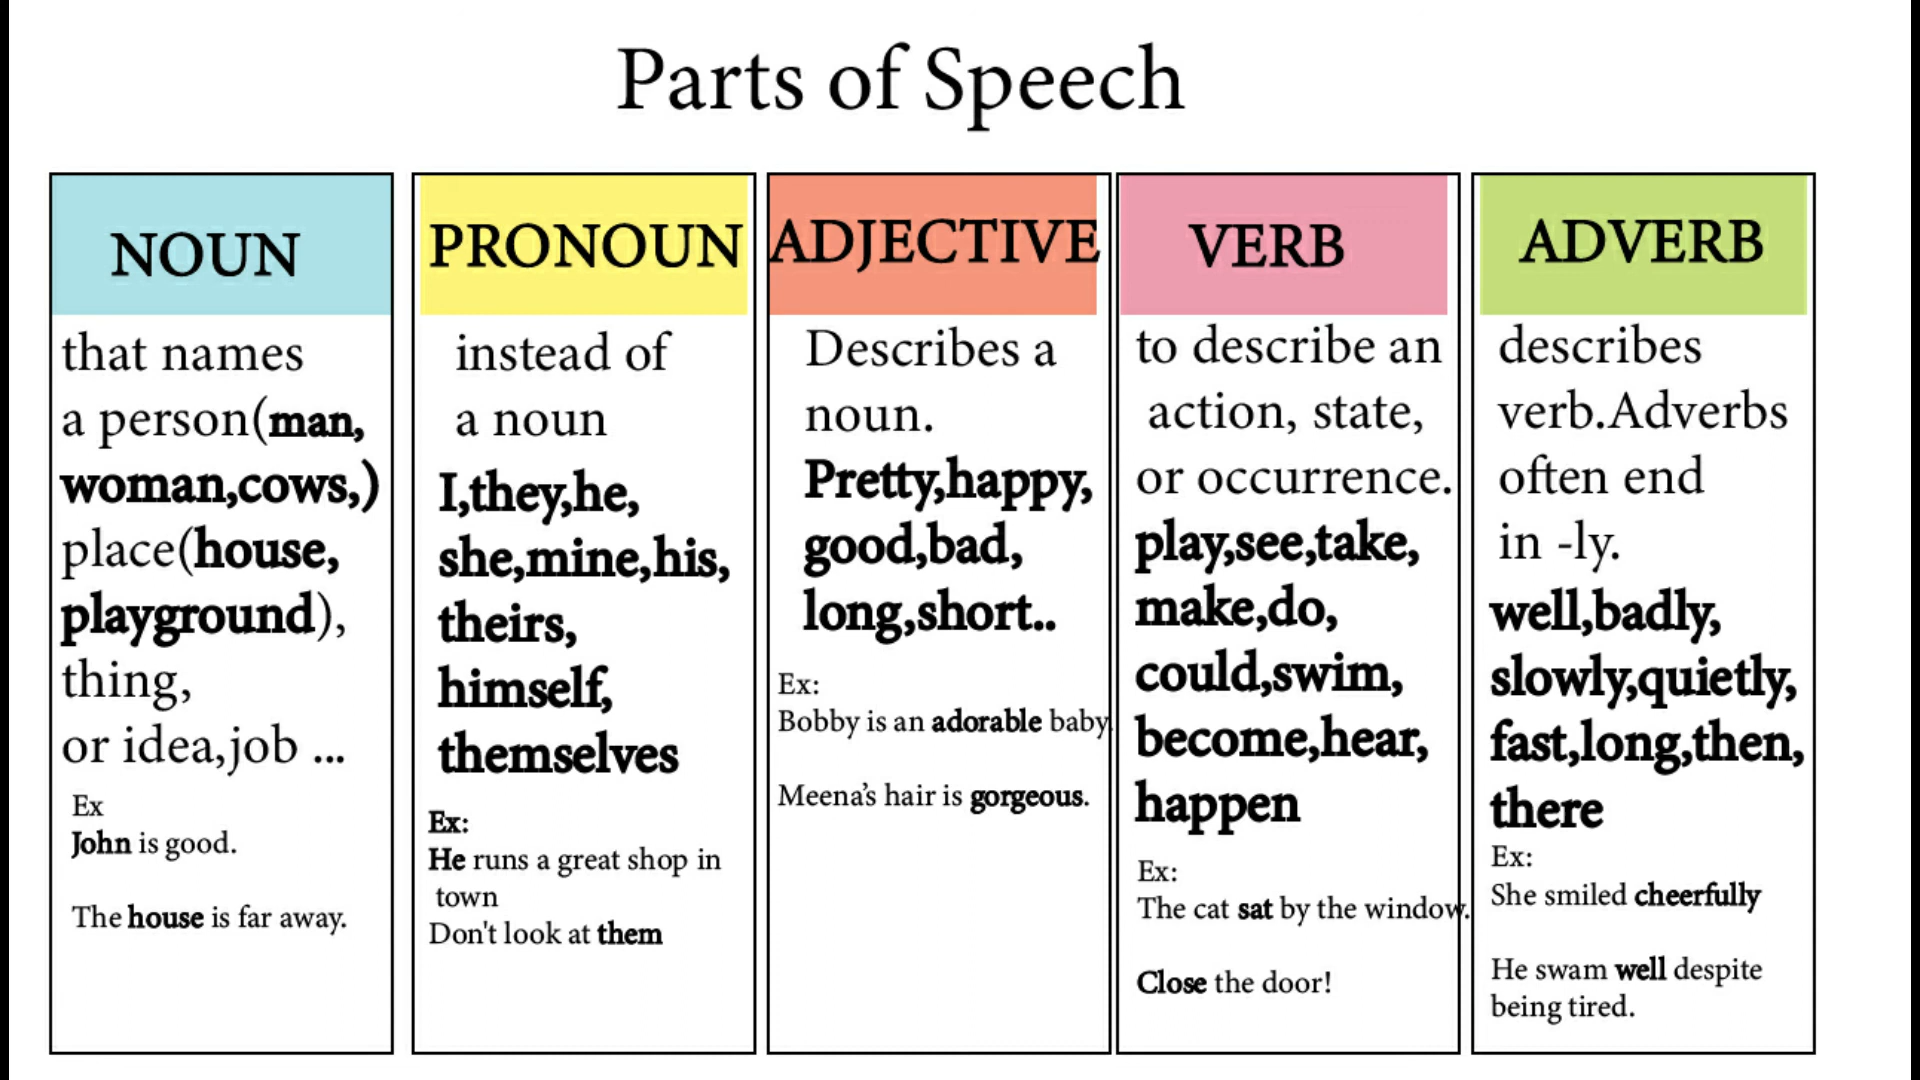 Parts of Speech
NOUN
that names
a person(man,
woman,cows,)
place(house,
playground),
thing,
or idea,job ...
Ex
John is good.
The house is far away.
PRONOUN
instead of
a noun
I,they,he,
she,mine,his,
theirs,
himself,
themselves
Ex:
He runs a great shop in
town
Don't look at them
ADJECTIVE
Describes a
noun.
Pretty,happy,
good,bad,
long,short..
Ex:
Bobby is an adorable baby.
Meena's hair is gorgeous.
VERB
to describe an
action, state,
or occurrence.
play,see,take,
make,do,
could,swim,
become,hear,
happen
Ex:
The cat sat by the window.
Close the door!
ADVERB
describes
verb.Adverbs
often end
in -ly.
well,badly,
slowly,quietly,
fast,long,then,
there
Ex:
She smiled cheerfully
He swam well despite
being tired.